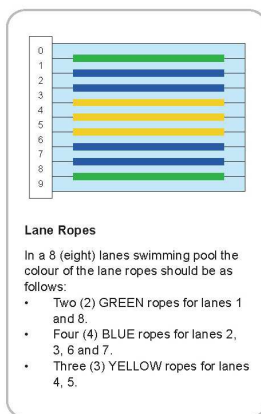 0
1
2
3
4
5
6
7
8
9
Lane Ropes
In a 8 (eight) lanes swimming pool the
colour of the lane ropes should be as
follows:
• Two (2) GREEN ropes for lanes 1
and 8.
• Four (4) BLUE ropes for lanes 2,
3, 6 and 7.
• Three (3) YELLOW ropes for lanes
4, 5.